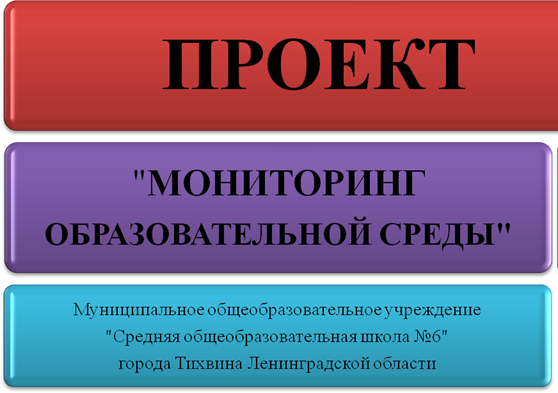 ПРОЕКТ
"МОНИТОРИНГ
ОБРАЗОВАТЕЛЬНОЙ СРЕДЫ"
Муниципальное общеобразовательное учреждение
"Средняя общеобразовательная школа №6"
города Тихвина Ленинградской области